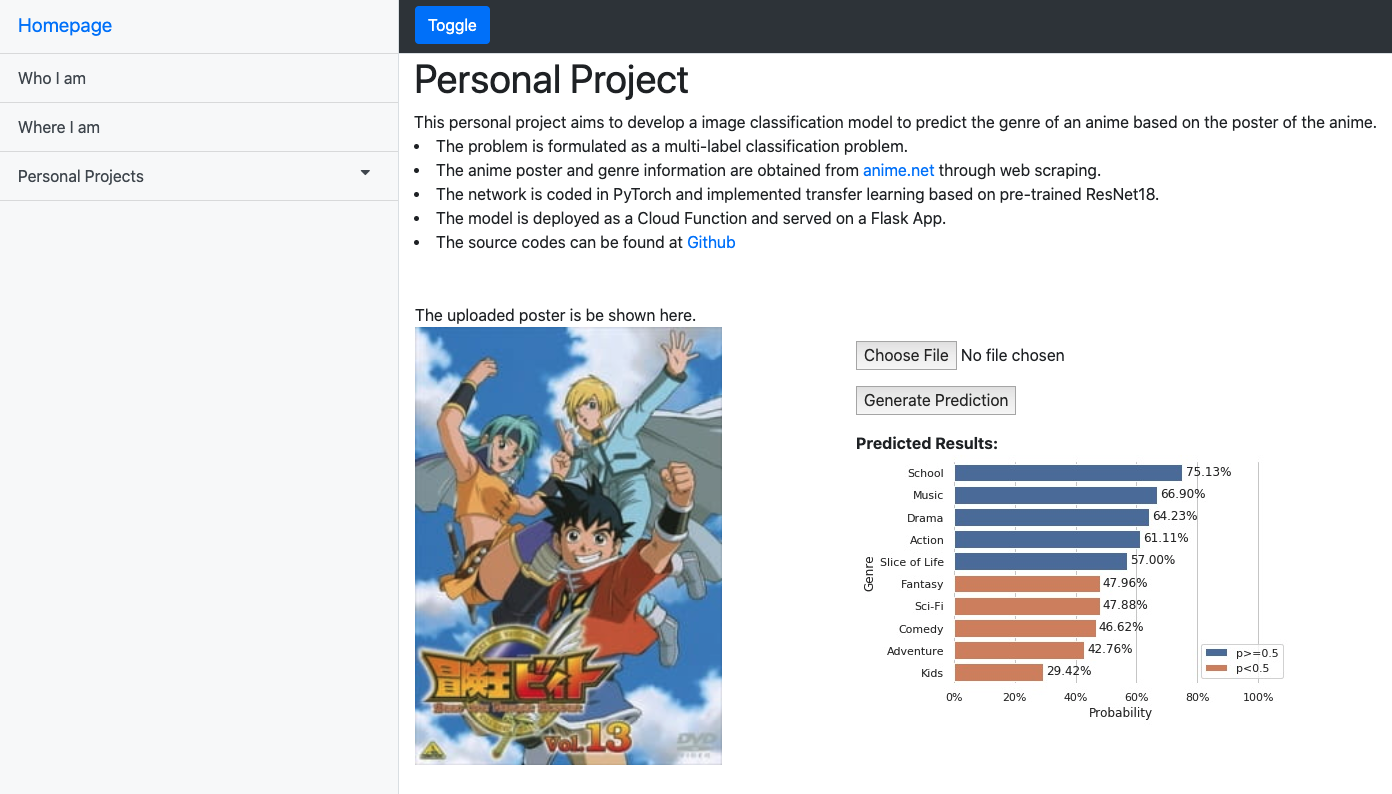 Homepage
Toggle
Who I am
Where I am
Personal Projects
Personal Project
This personal project aims to develop a image classification model to predict the genre of an anime based on the poster of the anime.
• The problem is formulated as a multi-label classification problem.
• The anime poster and genre information are obtained from anime.net through web scraping.
• The network is coded in PyTorch and implemented transfer learning based on pre-trained ResNet18.
• The model is deployed as a Cloud Function and served on a Flask App.
• The source codes can be found at Github
The uploaded poster is be shown here.
冒険王ビィト
Vol.13
DVD
VIDEO
Choose File No file chosen
Generate Prediction
Predicted Results:
Genre
School 75.13%
Music 66.90%
Drama 64.23%
Action 61.11%
Slice of Life 57.00%
Fantasy 47.96%
Sci-Fi 47.88%
Comedy 46.62%
Adventure 42.76%
Kids 29.42%
p>=0.5
p<0.5
0% 20% 40% 60% 80% 100%
Probability